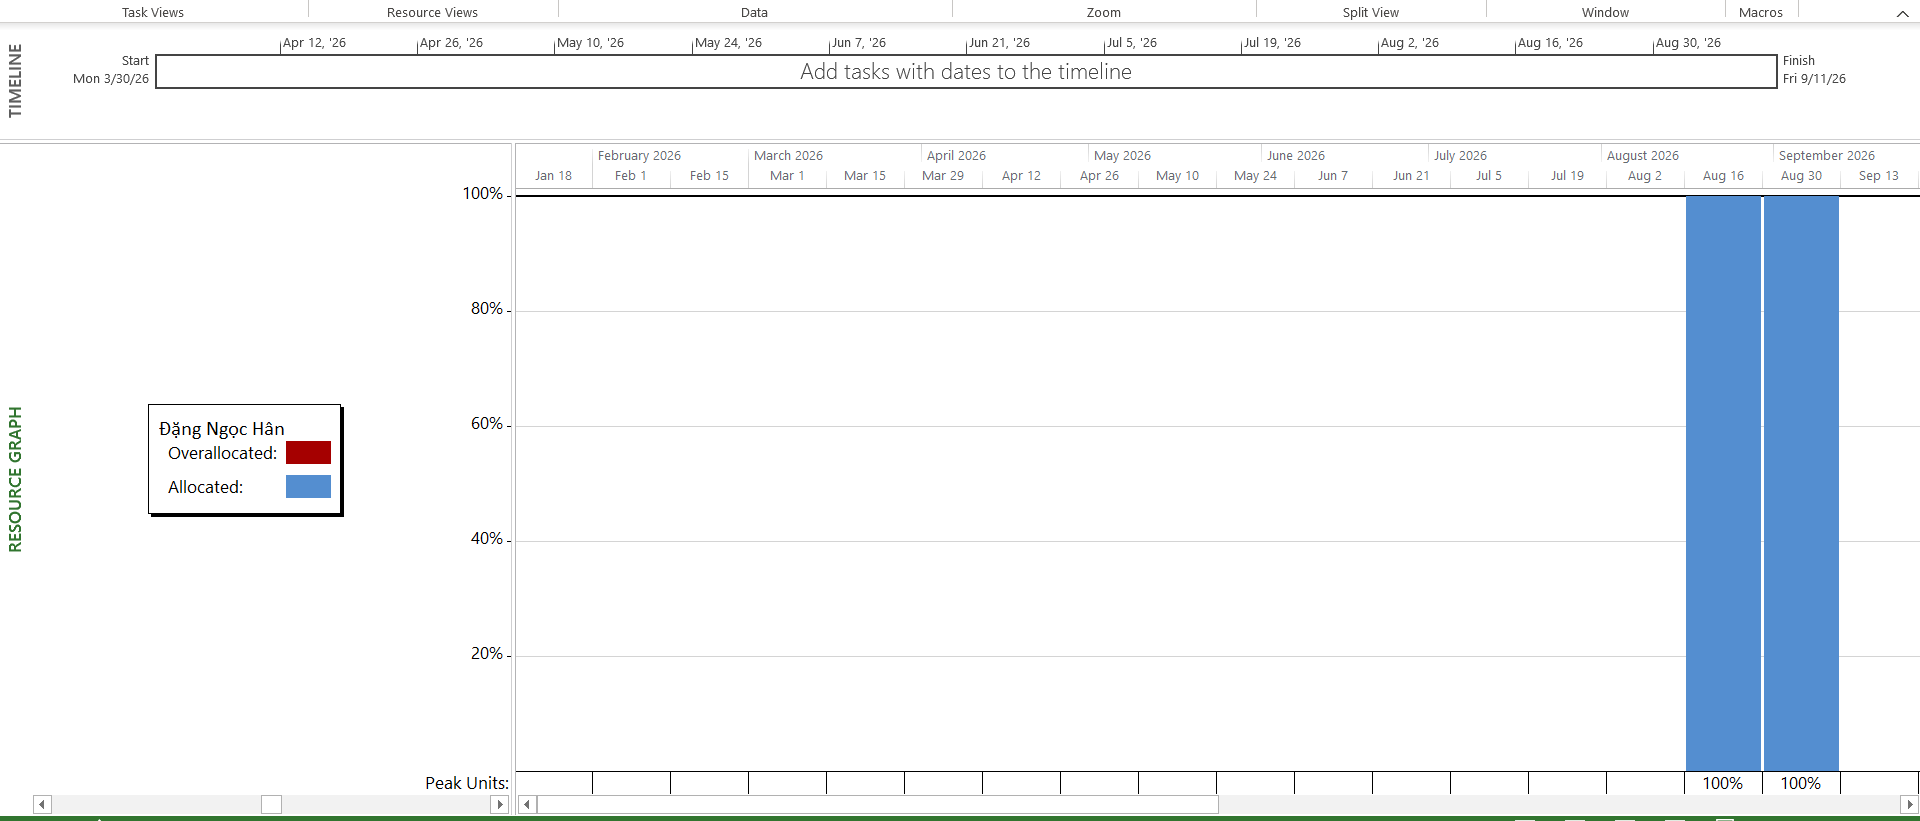 Task Views Resource Views Data Zoom Split View Window Macros
TIMELINE
Apr 12, '26 Apr 26, '26 May 10, '26 May 24, '26 Jun 7, '26 Jun 21, '26 Jul 5, '26 Jul 19, '26 Aug 2, '26 Aug 16, '26 Aug 30, '26
Start
Mon 3/30/26
Add tasks with dates to the timeline
Finish
Fri 9/11/26
RESOURCE GRAPH
February 2026 March 2026 April 2026 May 2026 June 2026 July 2026 August 2026 September 2026
Jan 18 Feb 1 Feb 15 Mar 1 Mar 15 Mar 29 Apr 12 Apr 26 May 10 May 24 Jun 7 Jun 21 Jul 5 Jul 19 Aug 2 Aug 16 Aug 30 Sep 13
100%
80%
60%
40%
20%
Đặng Ngọc Hân
Overallocated:
Allocated:
Peak Units: 100% 100%